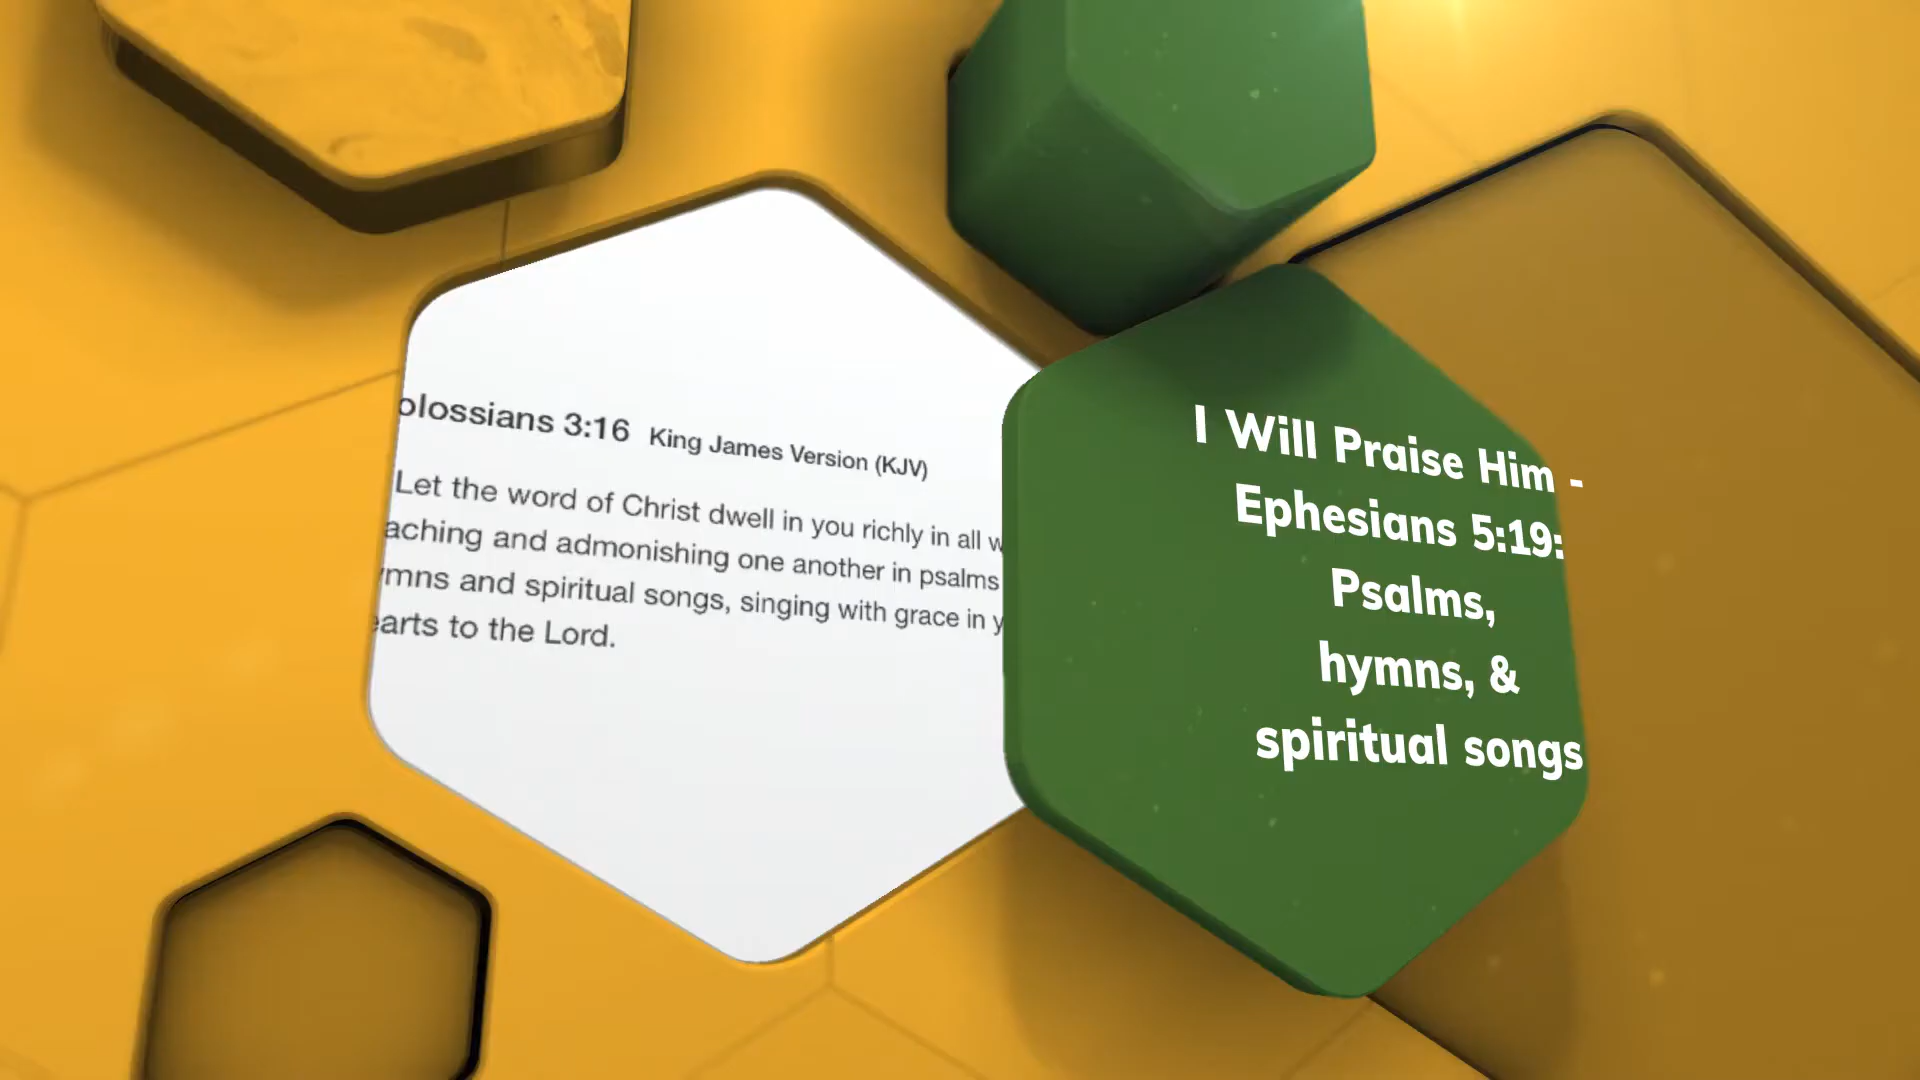 olossians 3:16 King James Version (KJV)
Let the word of Christ dwell in you richly in all w
aching and admonishing one another in psalms
mns and spiritual songs, singing with grace in y
earts to the Lord.
I Will Praise Him -
Ephesians 5:19:
Psalms,
hymns, &
spiritual songs